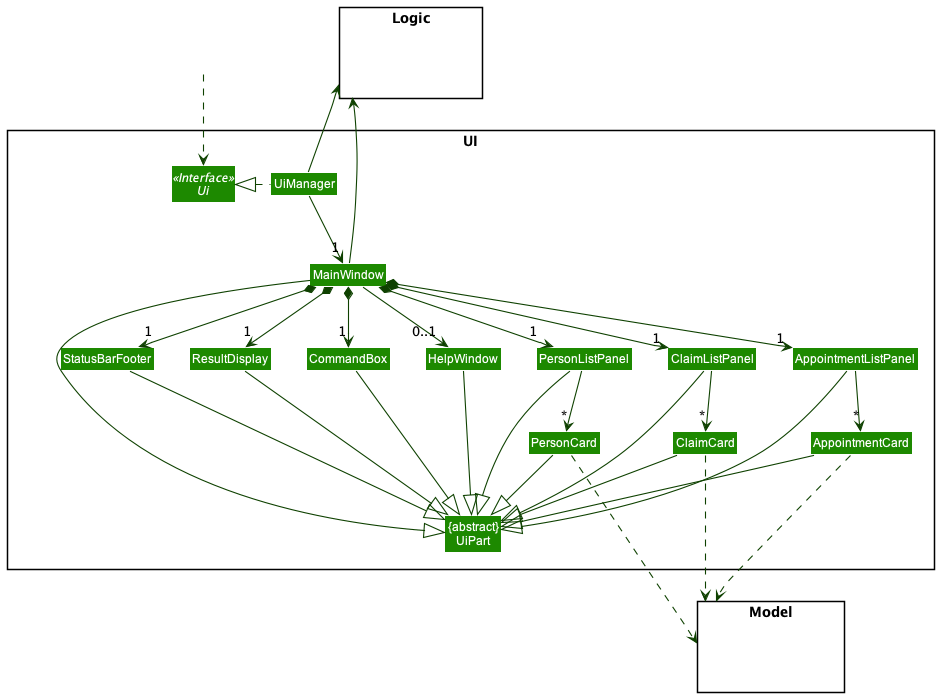 Logic
UI
«Interface»
Ui
UiManager
1
MainWindow
1
1
1
0..1
1
1
1
StatusBarFooter
ResultDisplay
CommandBox
HelpWindow
PersonListPanel
ClaimListPanel
AppointmentListPanel
*
*
*
PersonCard
ClaimCard
AppointmentCard
{abstract}
UiPart
Model